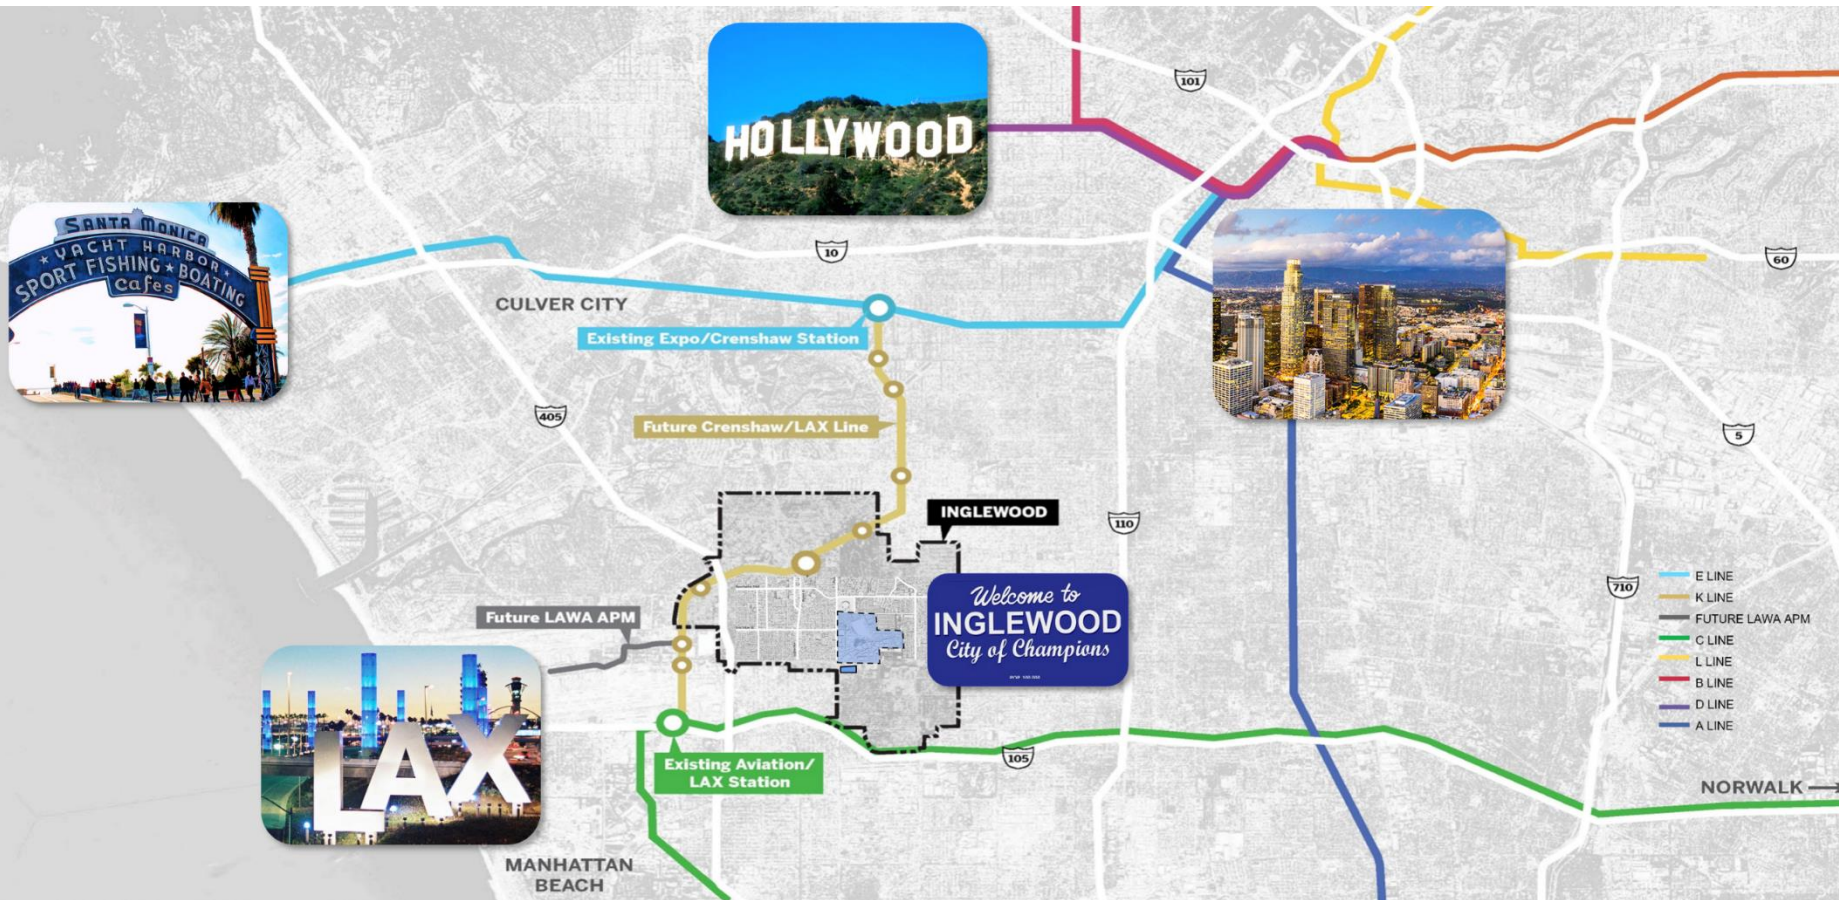 HOLLYWOOD
101
SANTA MONICA
* YACHT HARBOR *
SPORT FISHING * BOATING
Cafes
10
60
CULVER CITY
Existing Expo/Crenshaw Station
405
Future Crenshaw/LAX Line
5
INGLEWOOD
110
Welcome to
INGLEWOOD
City of Champions
Future LAWA APM
710
E LINE
K LINE
FUTURE LAWA APM
C LINE
L LINE
B LINE
D LINE
A LINE
LAX
Existing Aviation/
LAX Station
105
NORWALK
MANHATTAN
BEACH